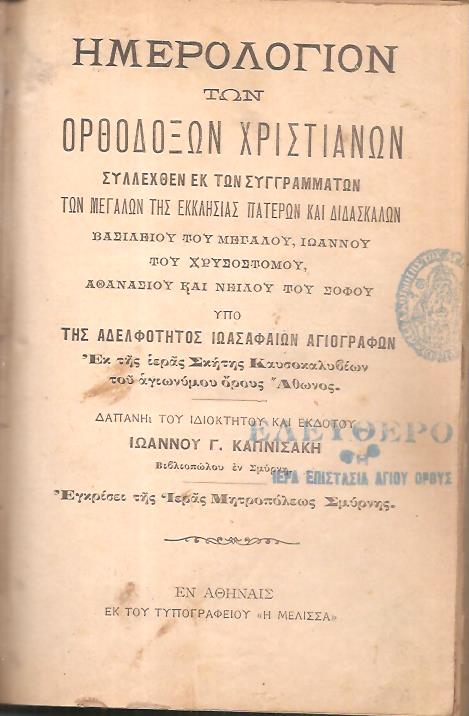 ΗΜΕΡΟΛΟΓΙΟΝ
ΤΩΝ
ΟΡΘΟΔΟΞΩΝ ΧΡΙΣΤΙΑΝΩΝ
ΣΥΛΛΕΧΘΕΝ ΕΚ ΤΩΝ ΣΥΓΓΡΑΜΜΑΤΩΝ
ΤΩΝ ΜΕΓΑΛΩΝ ΤΗΣ ΕΚΚΛΗΣΙΑΣ ΠΑΤΕΡΩΝ ΚΑΙ ΔΙΔΑΣΚΑΛΩΝ
ΒΑΣΙΛΕΙΟΥ ΤΟΥ ΜΕΓΑΛΟΥ, ΙΩΑΝΝΟΥ
ΤΟΥ ΧΡΥΣΟΣΤΟΜΟΥ,
ΑΘΑΝΑΣΙΟΥ ΚΑΙ ΝΗΙΛΟΥ ΤΟΥ ΣΟΦΟΥ
ΥΠΟ
ΤΗΣ ΑΔΕΛΦΟΤΗΤΟΣ ΙΩΑΣΑΦΑΙΩΝ ΑΓΙΟΓΡΑΦΩΝ
Ἐκ τῆς ἱερᾶς Σκήτης Καυσοκαλυβίων
τοῦ ἁγιωνύμου ὄρους Ἄθωνος.
ΔΑΠΑΝΗι ΤΟΥ ΙΔΙΟΚΤΗΤΟΥ ΚΑΙ ΕΚΔΟΤΟΥ
ΙΩΑΝΝΟΥ Γ. ΚΑΠΝΙΣΑΚΗ
ΕΛΕΥΘΕΡΟ
Βιβλιοπώλου ἐν Σμύρνῃ
ΤΗ
ΙΕΡΑ ΕΠΙΣΤΑΣΙΑ ΑΓΙΟΥ ΟΡΟΥΣ
Ἐγκρίσει τῆς Ἱερᾶς Μητροπόλεως Σμύρνης.
ΕΝ ΑΘΗΝΑΙΣ
ΕΚ ΤΟΥ ΤΥΠΟΓΡΑΦΕΙΟΥ «Η ΜΕΛΙΣΣΑ»